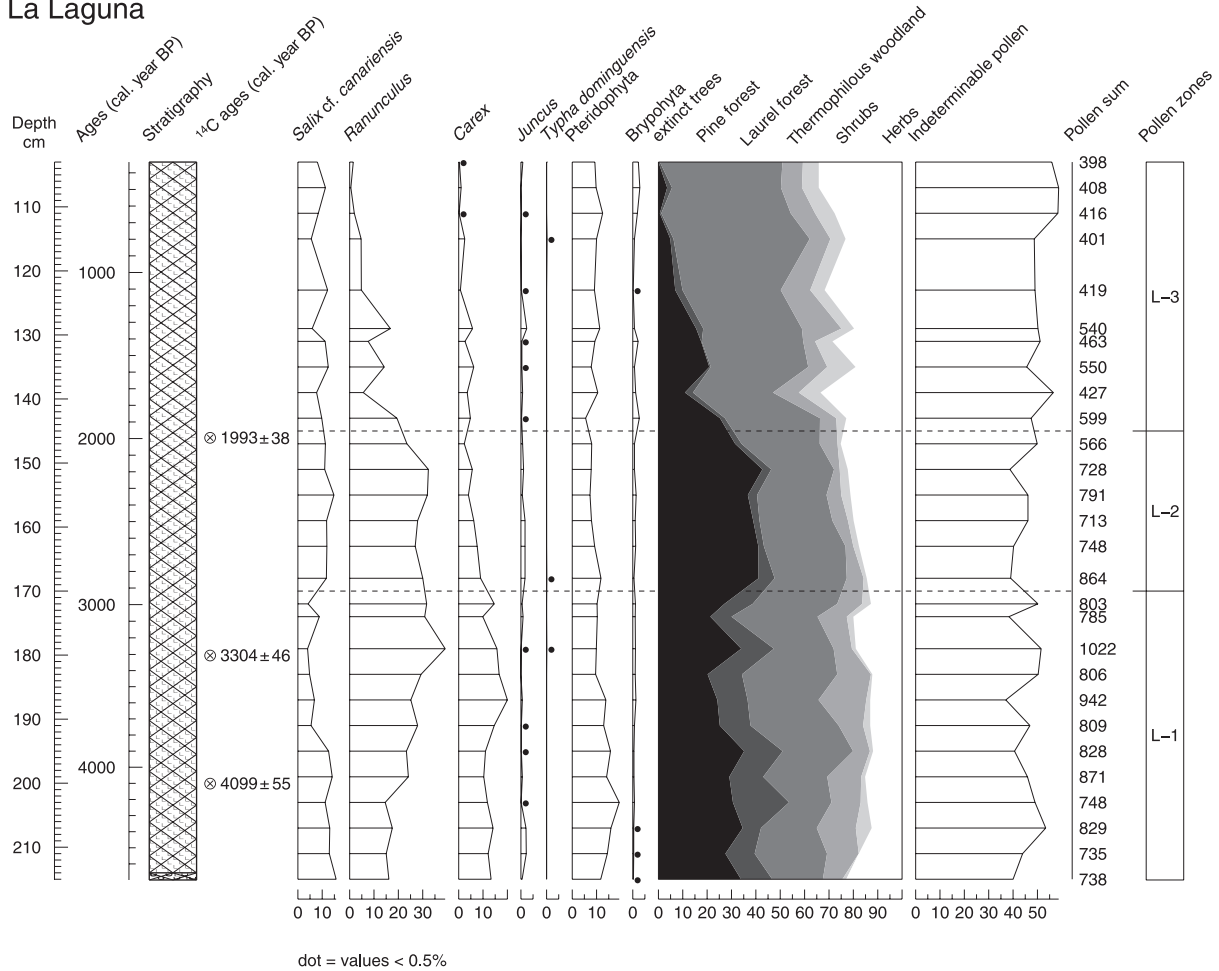 La Laguna
Depth
cm
Ages (cal. year BP)
Stratigraphy
14C ages (cal. year BP)
Salix cf. canariensis
Ranunculus
Carex
Juncus
Typha dominguensis
Pteridophyta
Brypophyta
extinct trees
Pine forest
Laurel forest
Thermophilous woodland
Shrubs
Herbs
Indeterminable pollen
Pollen sum
Pollen zones
110
120
130
140
150
160
170
180
190
200
210
1000
2000
3000
4000
⊗ 1993±38
⊗ 3304±46
⊗ 4099±55
398
408
416
401
419
540
463
550
427
599
566
728
791
713
748
864
803
785
1022
806
942
809
828
871
748
829
735
738
L–3
L–2
L–1
0 10 0 10 20 30 0 10 0 0 0 10 0 0 10 20 30 40 50 60 70 80 90 0 10 20 30 40 50
dot = values < 0.5%